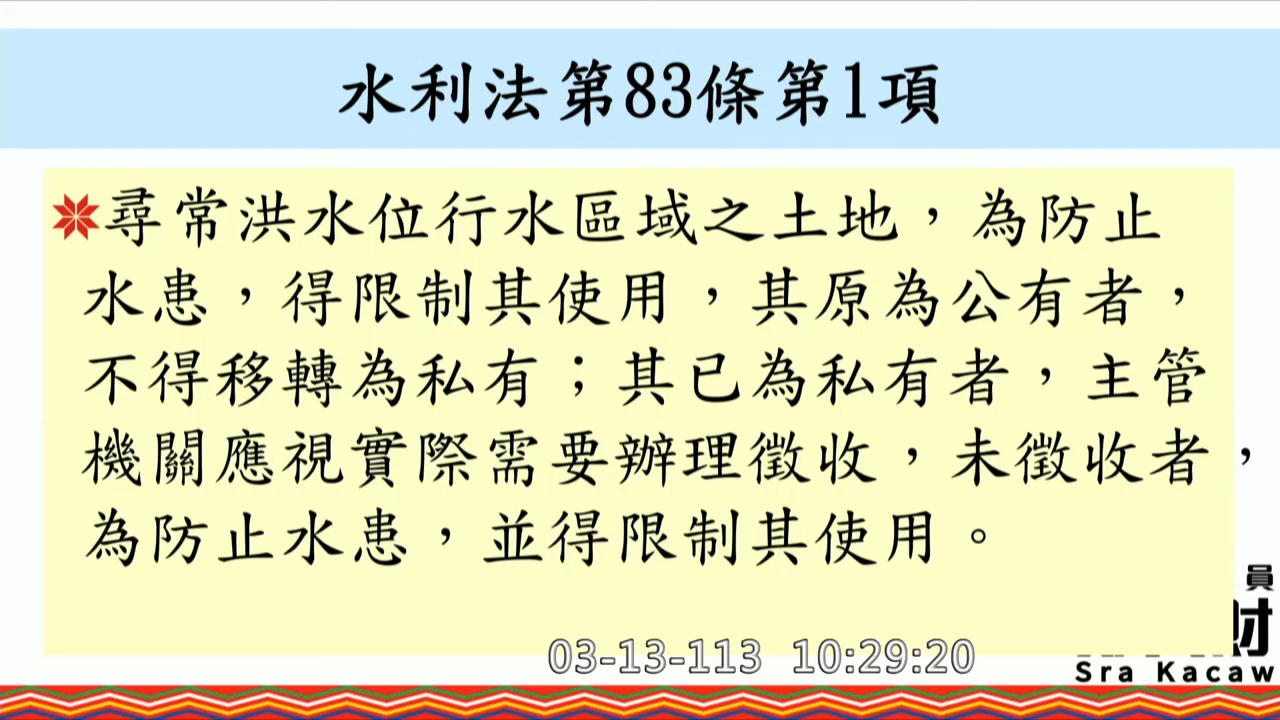 水利法第83條第1項
尋常洪水位行水區域之土地，為防止
水患，得限制其使用，其原為公有者，
不得移轉為私有；其已為私有者，主管
機關應視實際需要辦理徵收，未徵收者，
為防止水患，並得限制其使用。
員
財
03-13-113 10:29:20
Sra Kacaw